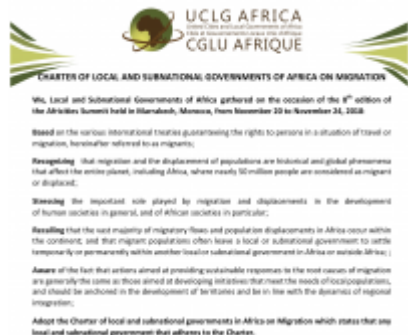 UCLG AFRICA
United Cities and Local Governments of Africa
CGLU AFRIQUE
CHARTER OF LOCAL AND SUBNATIONAL GOVERNMENTS OF AFRICA ON MIGRATION
We, Local and Subnational Governments of Africa gathered on the occasion of the 8th edition of
the Africities Summit held in Marrakech, Morocco, from November 20 to November 24, 2018:
Based on the various international treaties guaranteeing the rights to persons in a situation of travel or
migration, hereinafter referred to as migrants;
Recognizing that migration and the displacement of populations are historical and global phenomena
that affect the entire planet, including Africa, where nearly 50 million people are considered as migrant
or displaced;
Stressing the important role played by migration and displacements in the development
of human societies in general, and of African societies in particular;
Recalling that the vast majority of migratory flows and population displacements in Africa occur within
the continent; and that migrant populations often leave a local or subnational government to settle
temporarily or permanently within another local or subnational government in Africa or outside Africa; ;
Aware of the fact that actions aimed at providing sustainable responses to the root causes of migration
are generally the same as those aimed at developing initiatives that meet the needs of local populations,
and should be anchored in the development of territories and be in line with the dynamics of regional
integration;
Adopt the Charter of local and subnational governments in Africa on Migration which states that any
local and subnational government that adheres to the Charter.